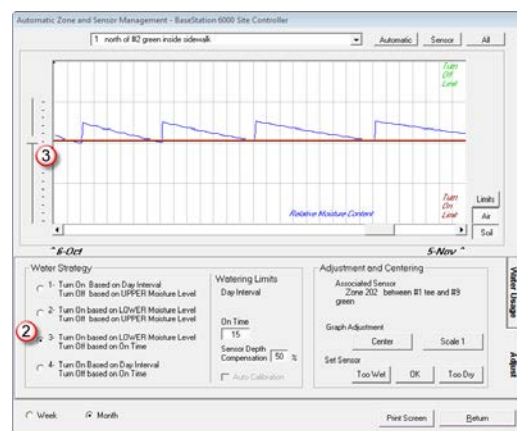 Automatic Zone and Sensor Management - BaseStation 6000 Site Controller
1 north of #2 green inside sidewalk
Automatic
Sensor
All
Turn
Off
Limit
3
Relative Moisture Content
Turn
On
Limit
Limits
Air
Soil
^6-Oct
5-Nov ^
Water Strategy
1- Turn On Based on Day Interval
Turn Off based on UPPER Moisture Level
2- Turn On based on LOWER Moisture Level
Turn Off based on UPPER Moisture Level
2
3- Turn On based on LOWER Moisture Level
Turn Off based on On Time
4- Turn On Based on Day Interval
Turn Off based on On Time
Watering Limits
Day Interval
On Time
15
Sensor Depth
Compensation 50 %
Auto Calibration
Adjustment and Centering
Associated Sensor
Zone 202 between #1 tee and #9
green
Graph Adjustment
Center
Scale 1
Set Sensor
Too Wet
OK
Too Dry
Water Usage
Adjust
Week
Month
Print Screen
Return